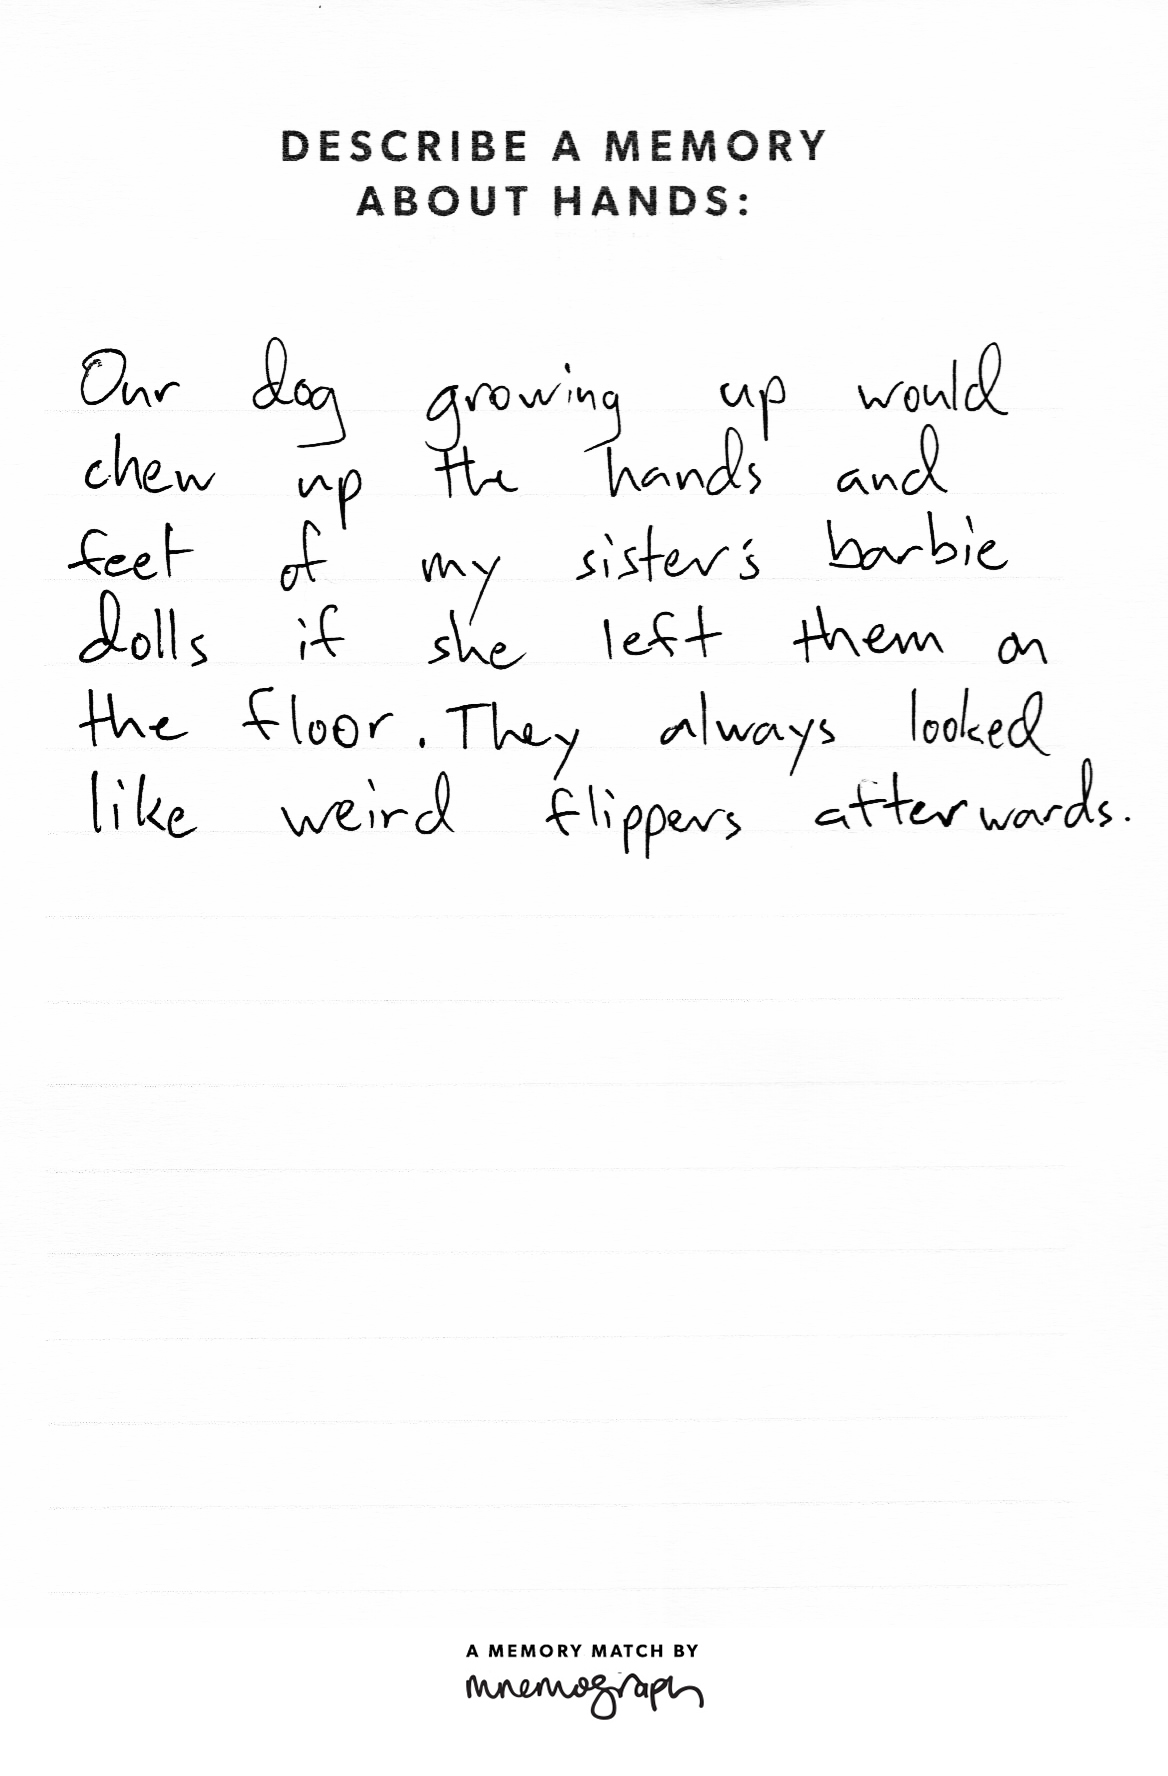 DESCRIBE A MEMORY
ABOUT HANDS:
Our dog growing up would
chew up the hands and
feet of my sister's barbie
dolls if she left them on
the floor. They always looked
like weird flippers afterwards.
A MEMORY MATCH BY
mnemograph